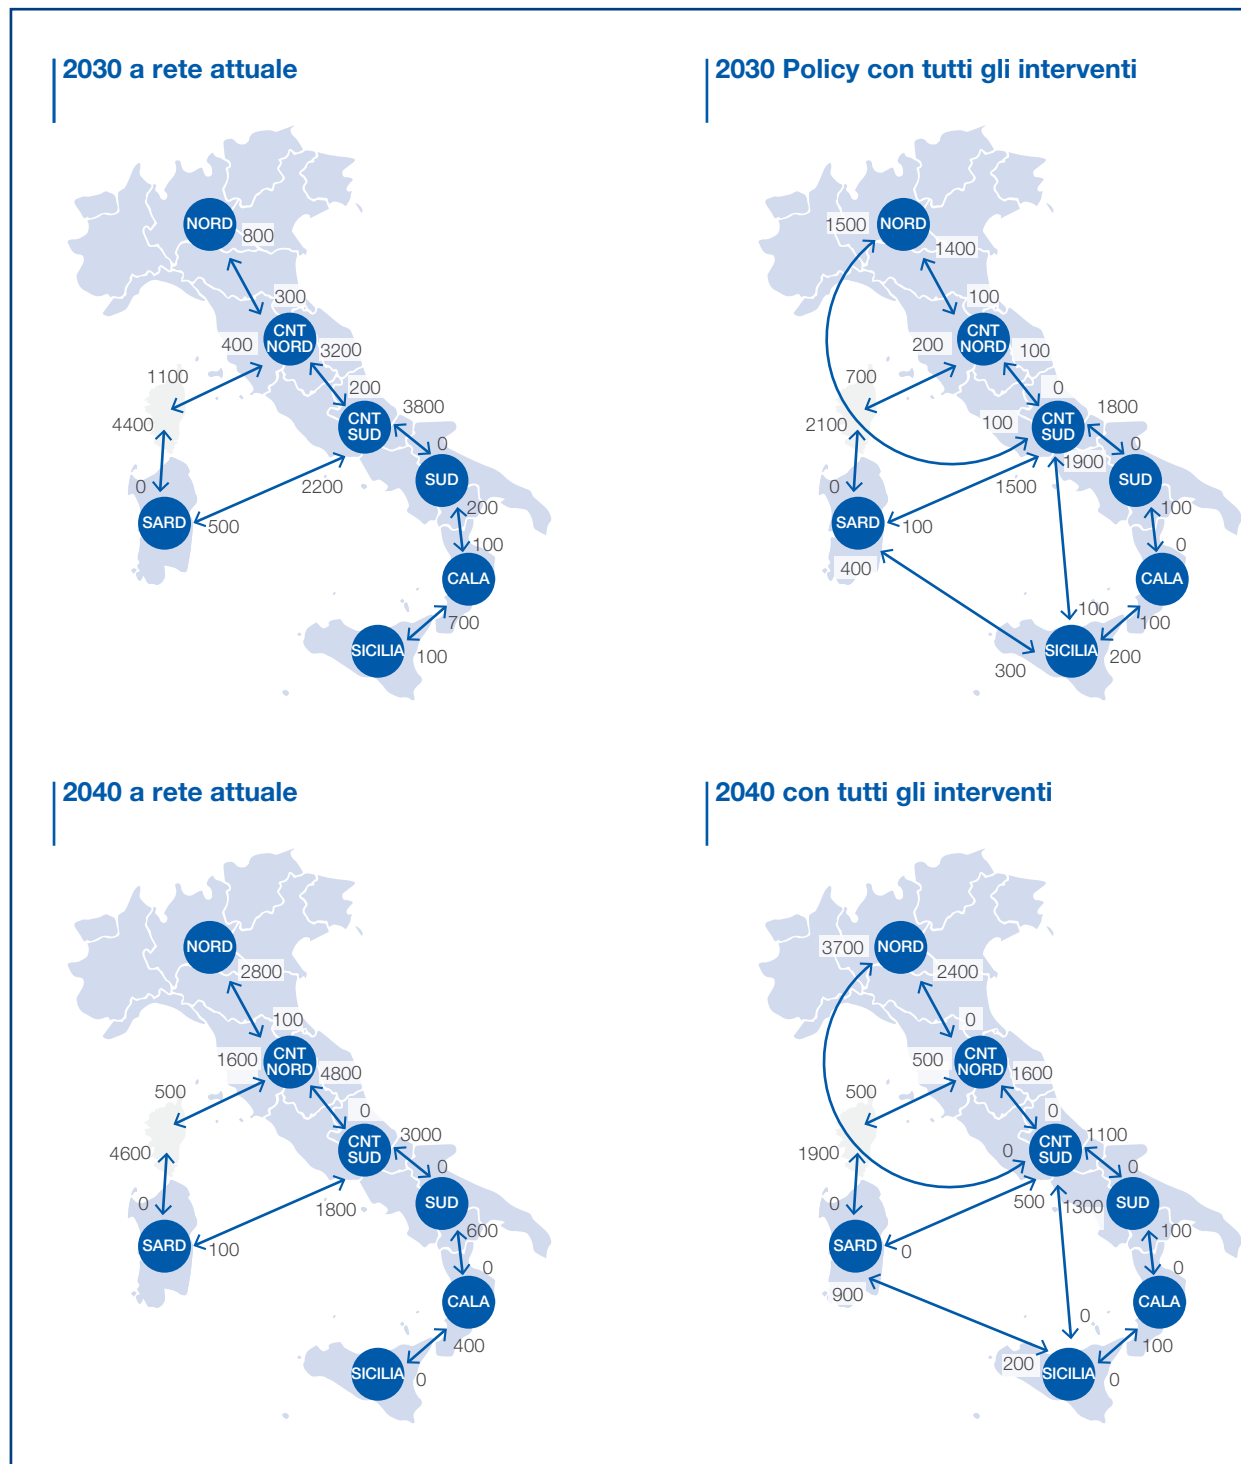 2030 a rete attuale
NORD
800
300
CNT
NORD
400
3200
1100
200
4400
3800
CNT
SUD
0
0
2200
SUD
200
SARD
500
100
CALA
700
SICILIA
100
2030 Policy con tutti gli interventi
1500
NORD
1400
100
CNT
NORD
200
100
700
0
2100
100
1800
CNT
SUD
0
1900
0
1500
SUD
100
SARD
100
0
400
CALA
100
100
SICILIA
300
200
2040 a rete attuale
NORD
2800
100
CNT
NORD
1600
4800
500
0
4600
3000
CNT
SUD
0
0
1800
SUD
600
SARD
100
0
CALA
400
SICILIA
0
2040 con tutti gli interventi
3700
NORD
2400
0
CNT
NORD
500
1600
500
0
1900
0
1100
CNT
SUD
0
0
500
1300
SUD
100
SARD
0
0
900
CALA
0
100
200
SICILIA
0